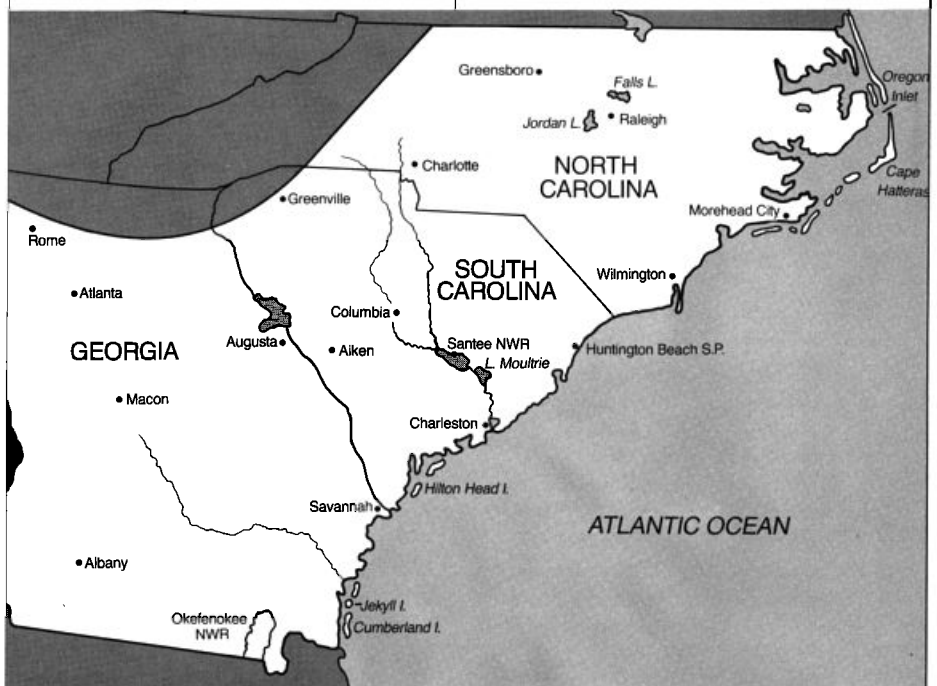 Greensboro
Falls L.
Oregon
Inlet
Jordan L.
Raleigh
Charlotte
NORTH
CAROLINA
Cape
Hatteras
Greenville
Morehead City
Rome
SOUTH
CAROLINA
Wilmington
Atlanta
Columbia
GEORGIA
Augusta
Aiken
Santee NWR
L. Moultrie
Huntington Beach S.P.
Macon
Charleston
Hilton Head I.
Savannah
ATLANTIC OCEAN
Albany
Jekyll I.
Okefenokee
NWR
Cumberland I.